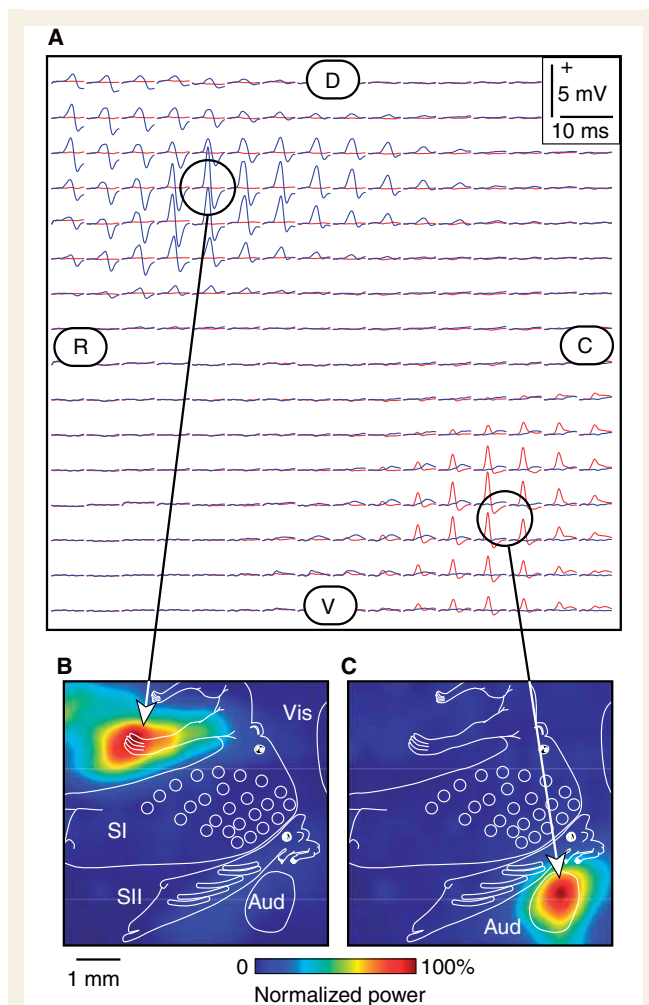 A
D
+
5 mV
10 ms
R
C
V
B
C
Vis
SI
SII
Aud
Aud
1 mm
0
100%
Normalized power